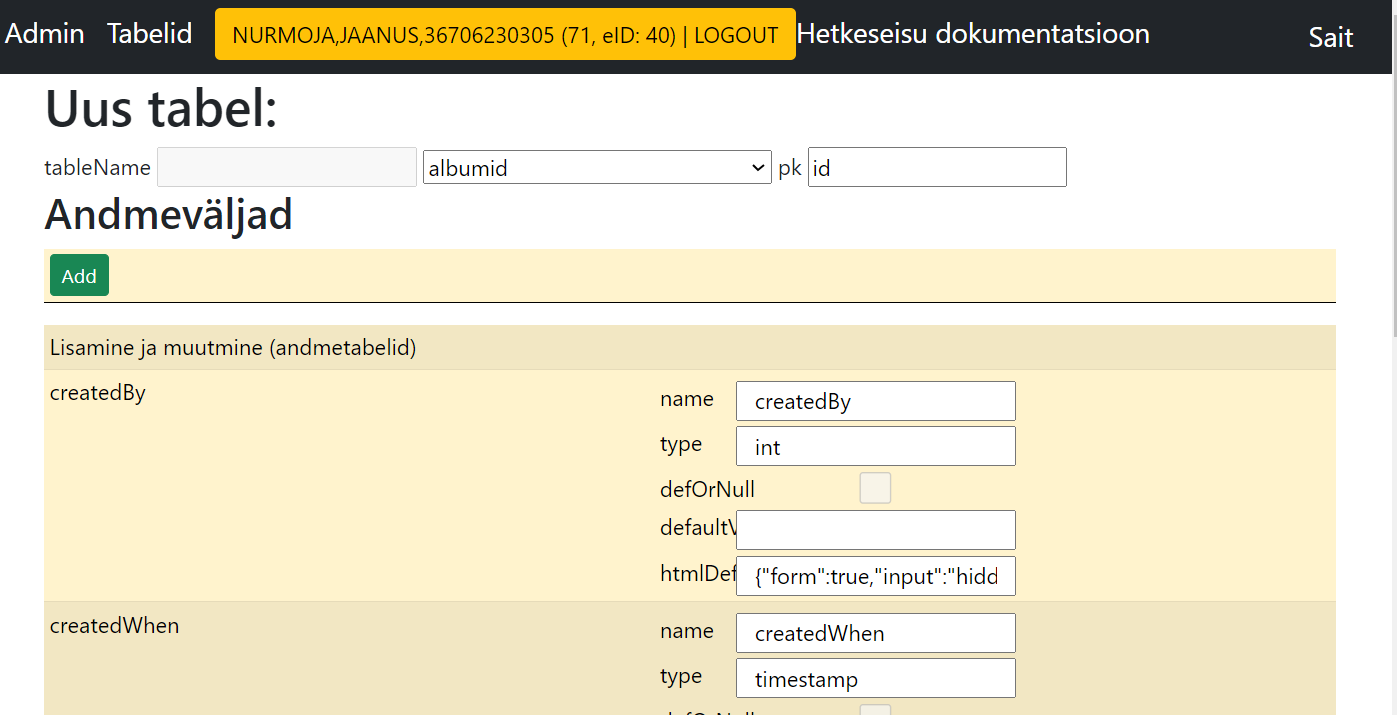 Admin Tabelid NURMOJA,JAANUS,36706230305 (71, eID: 40) | LOGOUT Hetkeseisu dokumentatsioon Sait
Uus tabel:
tableName albumid pk id
Andmeväljad
Add
Lisamine ja muutmine (andmetabelid)
createdBy
name createdBy
type int
defOrNull
defaultV
htmlDef {"form":true,"input":"hidd
createdWhen
name createdWhen
type timestamp
defOrNull